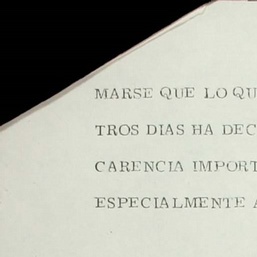 MARSE QUE LO QU
TROS DIAS HA DEC
CARENCIA IMPORT
ESPECIALMENTE A